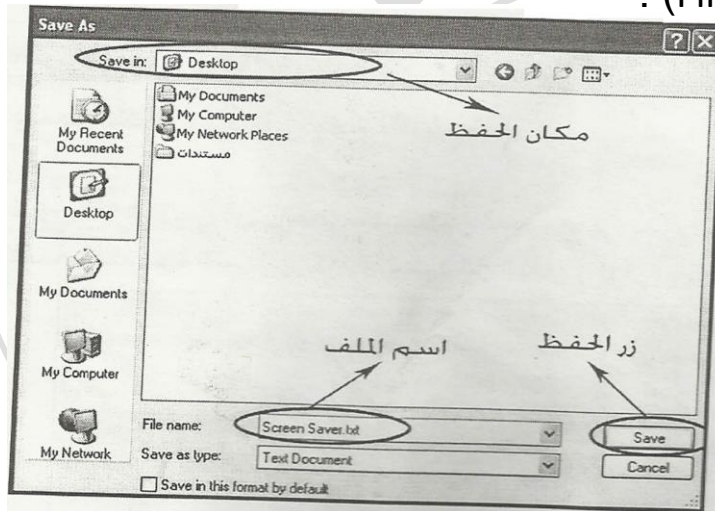 : (Fil
Save As
Save in: Desktop
My Documents
My Computer
My Network Places
مستندات
مكان الحفظ
My Recent
Documents
Desktop
My Documents
My Computer
My Network
اسم الملف
زر الحفظ
File name: Screen Saver.txt
Save
Save as type: Text Document
Cancel
Save in this format by default